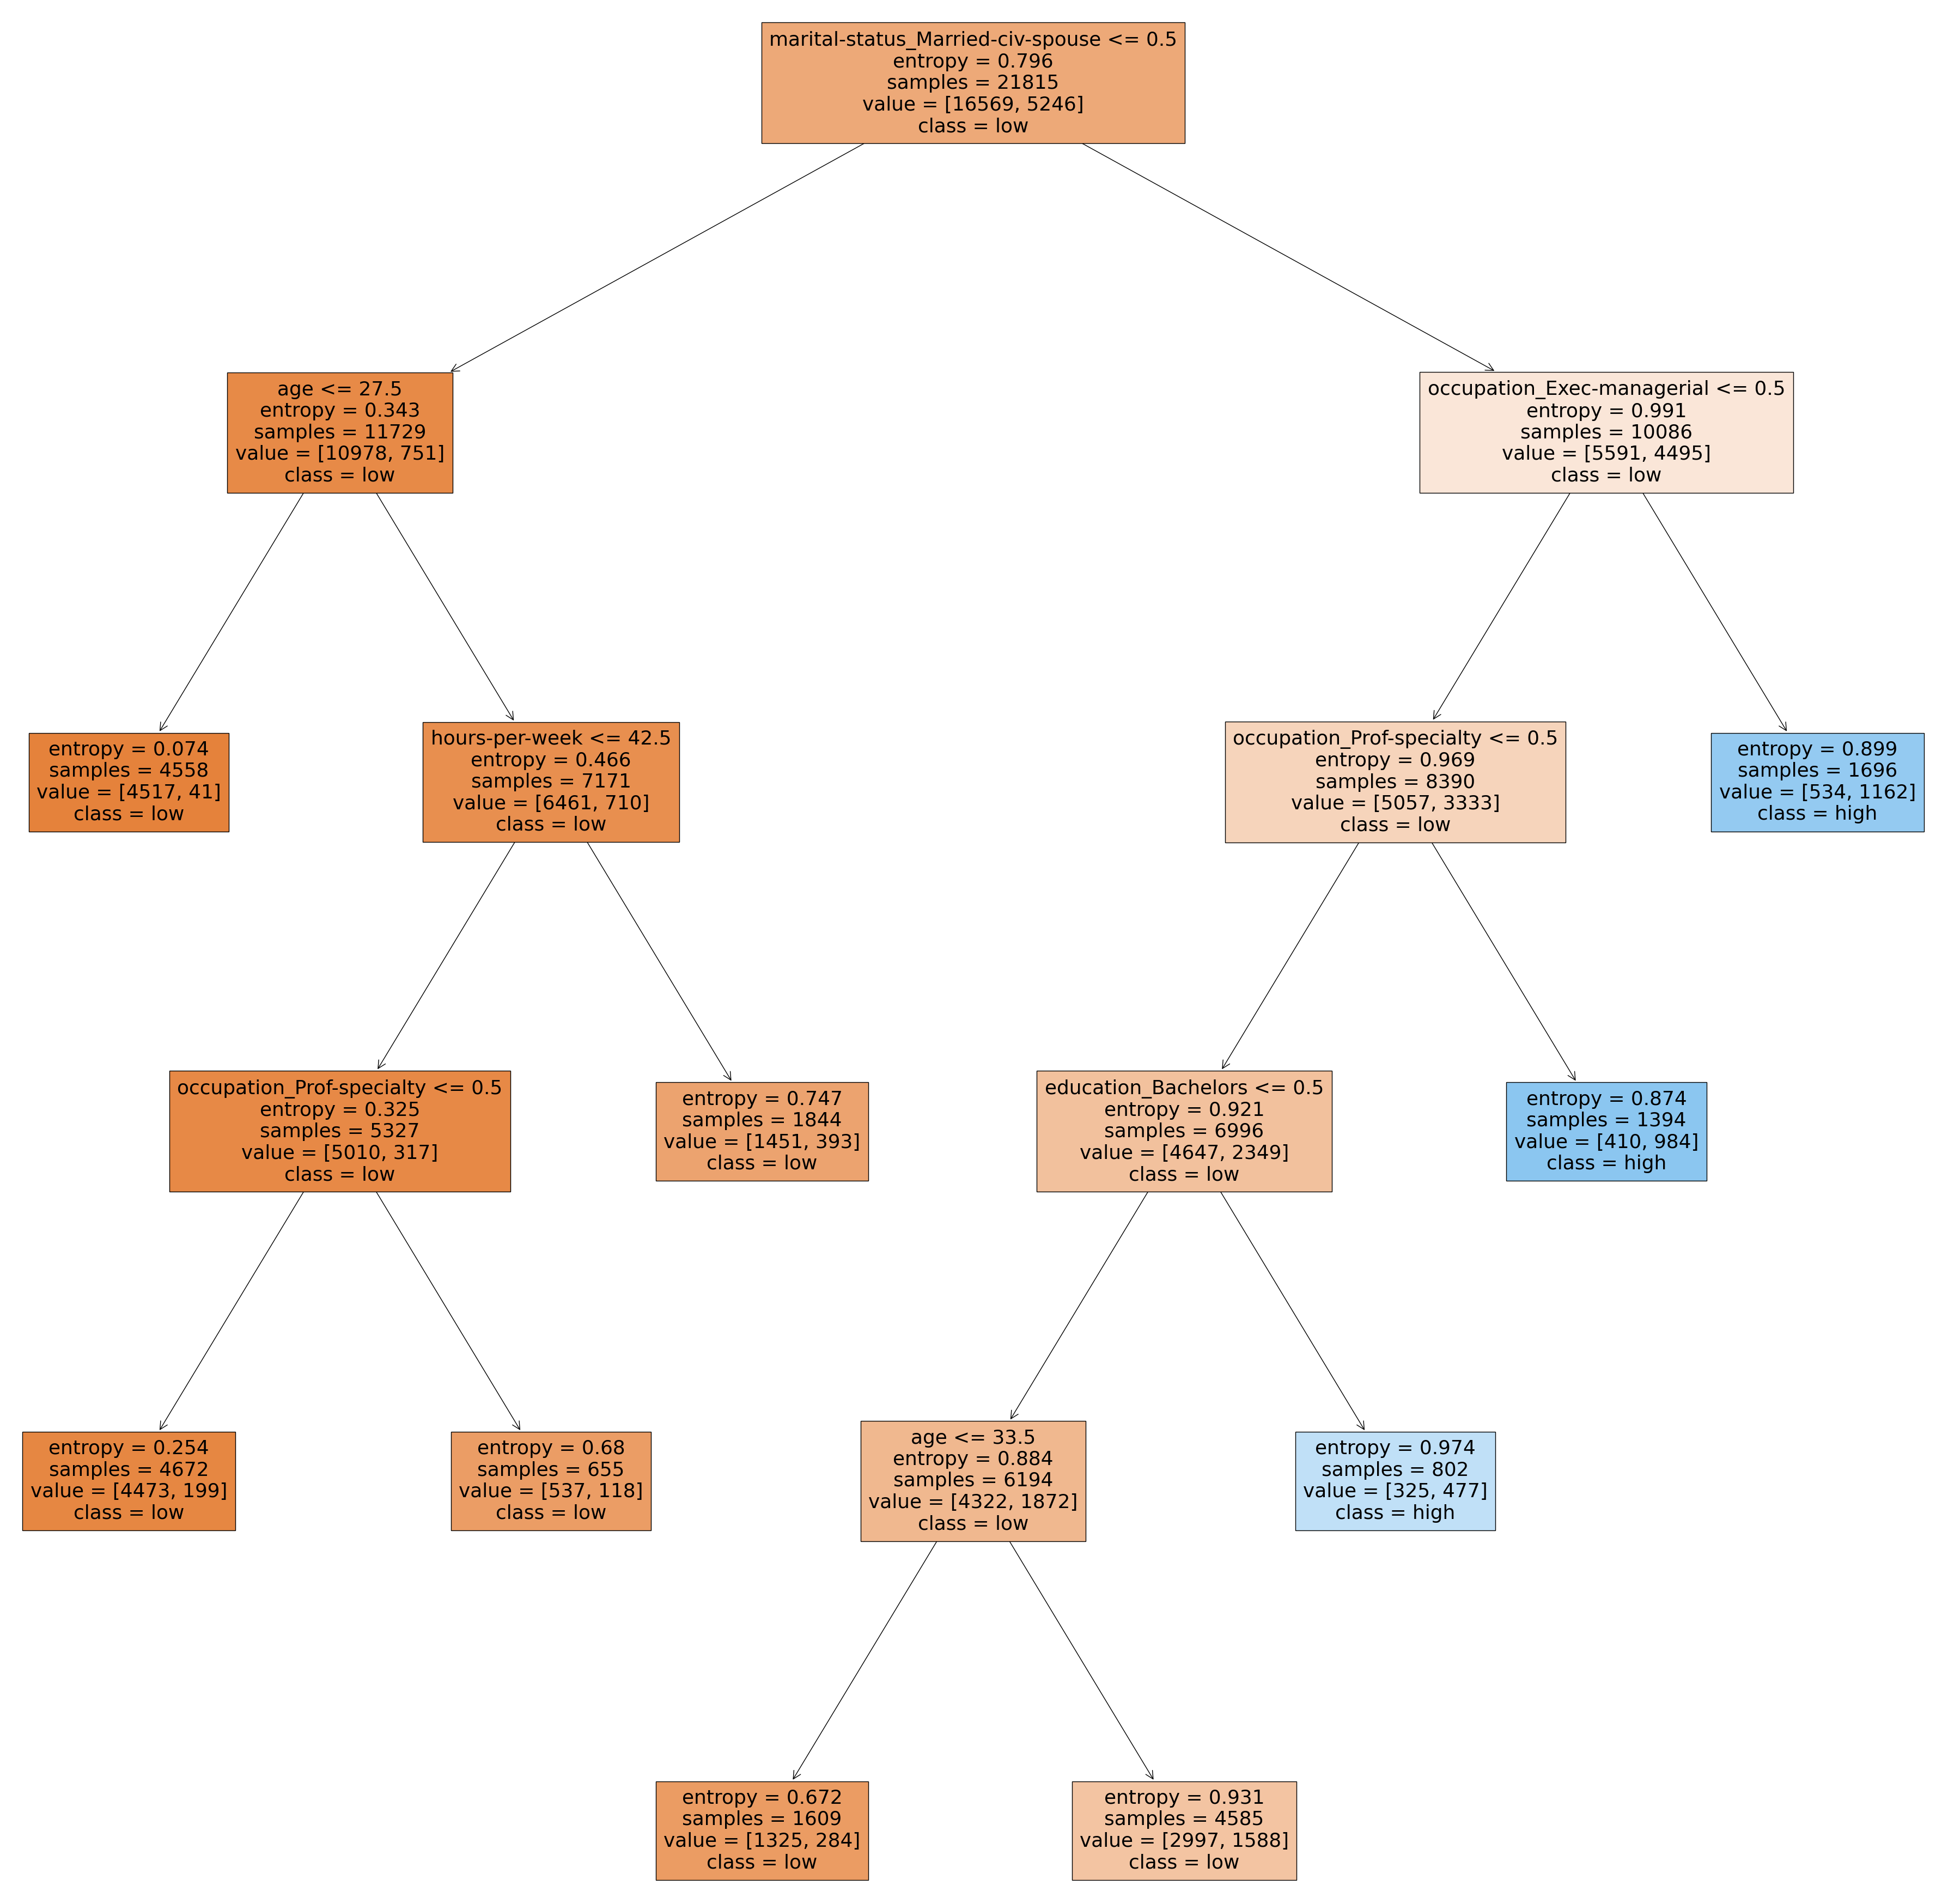 marital-status_Married-civ-spouse <= 0.5
entropy = 0.796
samples = 21815
value = [16569, 5246]
class = low
age <= 27.5
entropy = 0.343
samples = 11729
value = [10978, 751]
class = low
occupation_Exec-managerial <= 0.5
entropy = 0.991
samples = 10086
value = [5591, 4495]
class = low
entropy = 0.074
samples = 4558
value = [4517, 41]
class = low
hours-per-week <= 42.5
entropy = 0.466
samples = 7171
value = [6461, 710]
class = low
occupation_Prof-specialty <= 0.5
entropy = 0.969
samples = 8390
value = [5057, 3333]
class = low
entropy = 0.899
samples = 1696
value = [534, 1162]
class = high
occupation_Prof-specialty <= 0.5
entropy = 0.325
samples = 5327
value = [5010, 317]
class = low
entropy = 0.747
samples = 1844
value = [1451, 393]
class = low
education_Bachelors <= 0.5
entropy = 0.921
samples = 6996
value = [4647, 2349]
class = low
entropy = 0.874
samples = 1394
value = [410, 984]
class = high
entropy = 0.254
samples = 4672
value = [4473, 199]
class = low
entropy = 0.68
samples = 655
value = [537, 118]
class = low
age <= 33.5
entropy = 0.884
samples = 6194
value = [4322, 1872]
class = low
entropy = 0.974
samples = 802
value = [325, 477]
class = high
entropy = 0.672
samples = 1609
value = [1325, 284]
class = low
entropy = 0.931
samples = 4585
value = [2997, 1588]
class = low